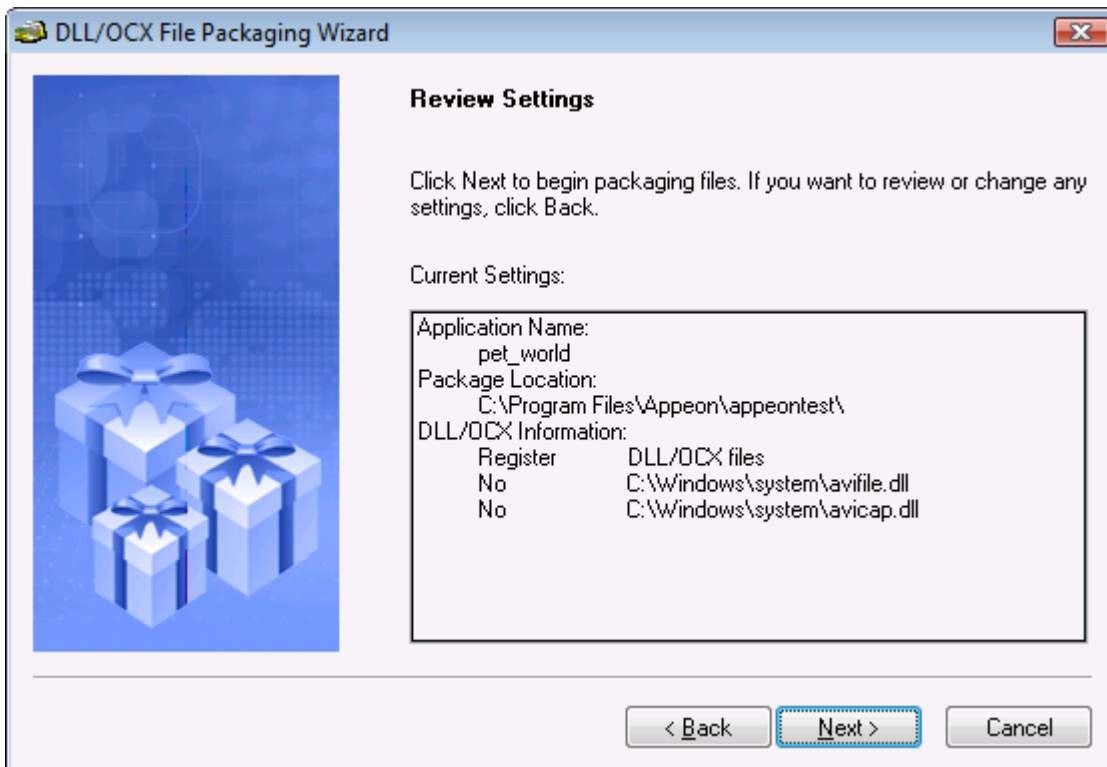 DLL/OCX File Packaging Wizard
Review Settings
Click Next to begin packaging files. If you want to review or change any
settings, click Back.
Current Settings:
Application Name:
pet_world
Package Location:
C:\Program Files\Appeon\appeontest\
DLL/OCX Information:
Register DLL/OCX files
No C:\Windows\system\avifile.dll
No C:\Windows\system\avicap.dll
< Back
Next >
Cancel